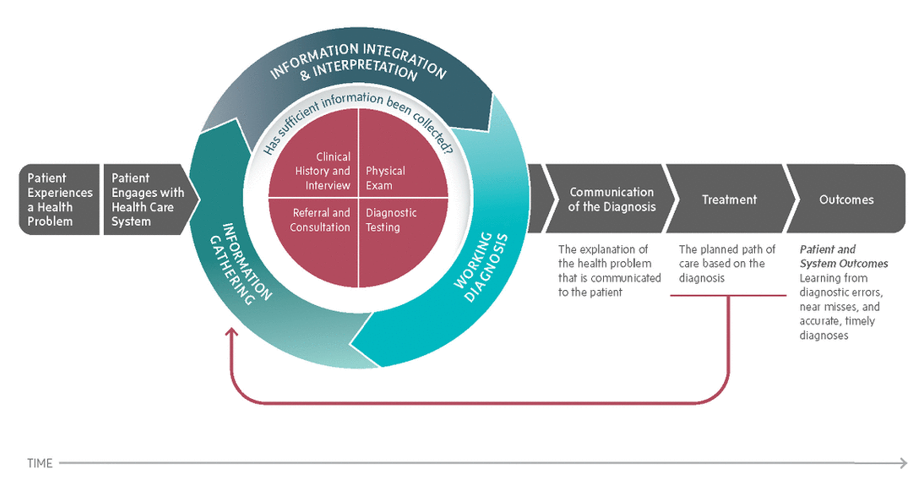 INFORMATION INTEGRATION
& INTERPRETATION
Has sufficient information been collected?
Clinical
History and
Interview
Physical
Exam
Referral and
Consultation
Diagnostic
Testing
INFORMATION
GATHERING
WORKING
DIAGNOSIS
Patient
Experiences
a Health
Problem
Patient
Engages with
Health Care
System
Communication
of the Diagnosis
Treatment
Outcomes
The explanation of
the health problem
that is communicated
to the patient
The planned path of
care based on the
diagnosis
Patient and
System Outcomes
Learning from
diagnostic errors,
near misses, and
accurate, timely
diagnoses
TIME